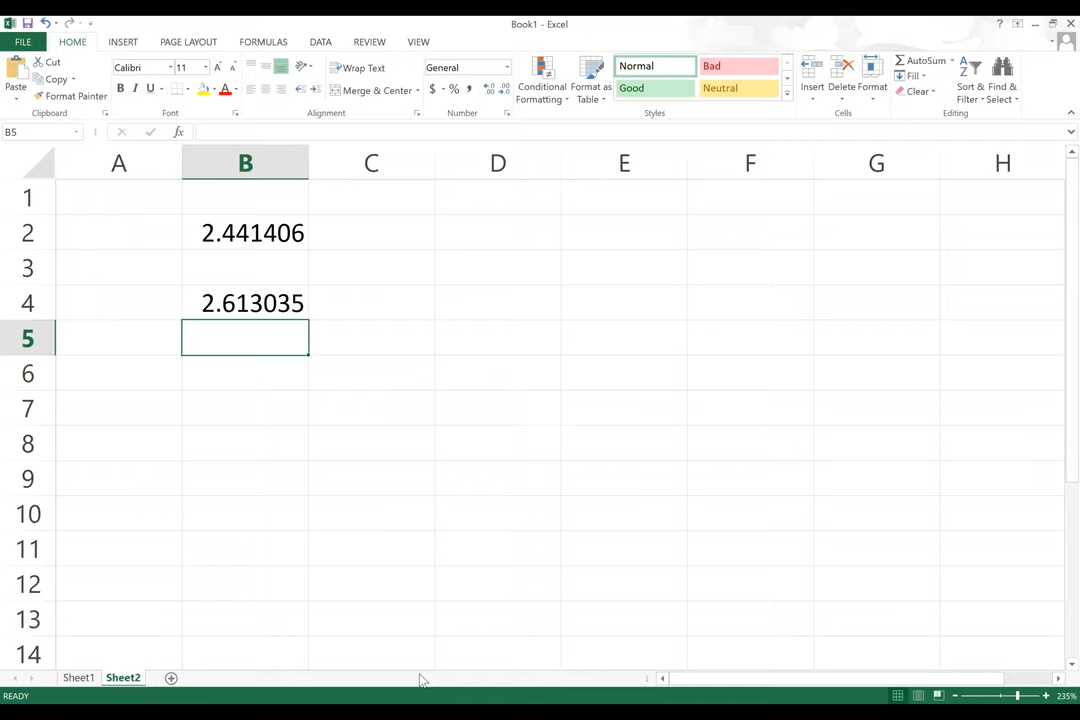 Book1 - Excel
FILE HOME INSERT PAGE LAYOUT FORMULAS DATA REVIEW VIEW
Paste
Cut
Copy
Format Painter
Clipboard
Calibri 11
B I U
Font
Wrap Text
Merge & Center
Alignment
General
$ % ,
Number
Conditional Formatting
Format as Table
Normal Bad
Good Neutral
Styles
Insert Delete Format
Cells
AutoSum
Fill
Clear
Sort & Filter
Find & Select
Editing
B5 fx
A B C D E F G H
1
2 2.441406
3
4 2.613035
5
6
7
8
9
10
11
12
13
14
Sheet1 Sheet2
READY 235%